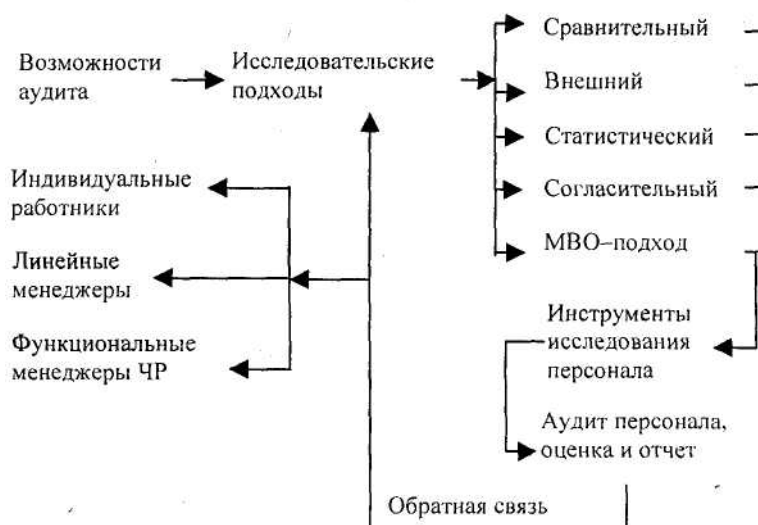 Возможности
аудита
Исследовательские
подходы
Сравнительный
Внешний
Статистический
Согласительный
МВО–подход
Индивидуальные
работники
Линейные
менеджеры
Функциональные
менеджеры ЧР
Инструменты
исследования
персонала
Аудит персонала,
оценка и отчет
Обратная связь